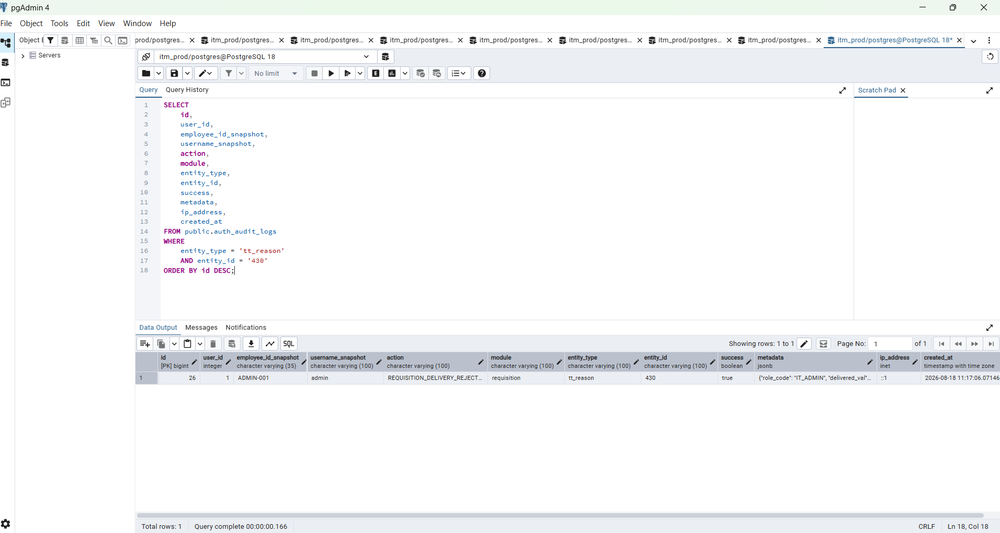 pgAdmin 4
File Object Tools Edit View Window Help
Object E
prod/postgres... itm_prod/postgres... itm_prod/postgres... itm_prod/postgres... itm_prod/postgres... itm_prod/postgres... itm_prod/postgres... itm_prod/postgres... itm_prod/postgres@PostgreSQL 18*
Servers
itm_prod/postgres@PostgreSQL 18
No limit
E
Query Query History
Scratch Pad
1 SELECT
2 id,
3 user_id,
4 employee_id_snapshot,
5 username_snapshot,
6 action,
7 module,
8 entity_type,
9 entity_id,
10 success,
11 metadata,
12 ip_address,
13 created_at
14 FROM public.auth_audit_logs
15 WHERE
16 entity_type = 'tt_reason'
17 AND entity_id = '430'
18 ORDER BY id DESC;
Data Output Messages Notifications
SQL Showing rows: 1 to 1 Page No: 1 of 1
id user_id employee_id_snapshot username_snapshot action module entity_type entity_id success metadata ip_address created_at
[PK] bigint integer character varying (35) character varying (100) character varying (100) character varying (100) character varying (100) character varying (100) boolean jsonb inet timestamp with time zone
1 26 1 ADMIN-001 admin REQUISITION_DELIVERY_REJECT... requisition tt_reason 430 true {"role_code": "IT_ADMIN", "delivered_val"... ::1 2026-08-18 11:17:06.07146
Total rows: 1 Query complete 00:00:00.166 CRLF Ln 18, Col 18